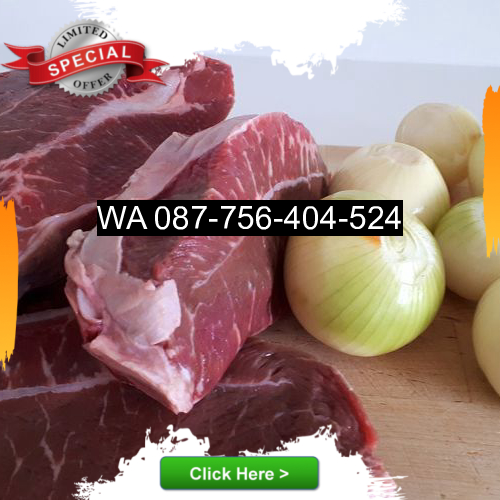 LIMITED
SPECIAL
OFFER
WA 087-756-404-524
Click Here >